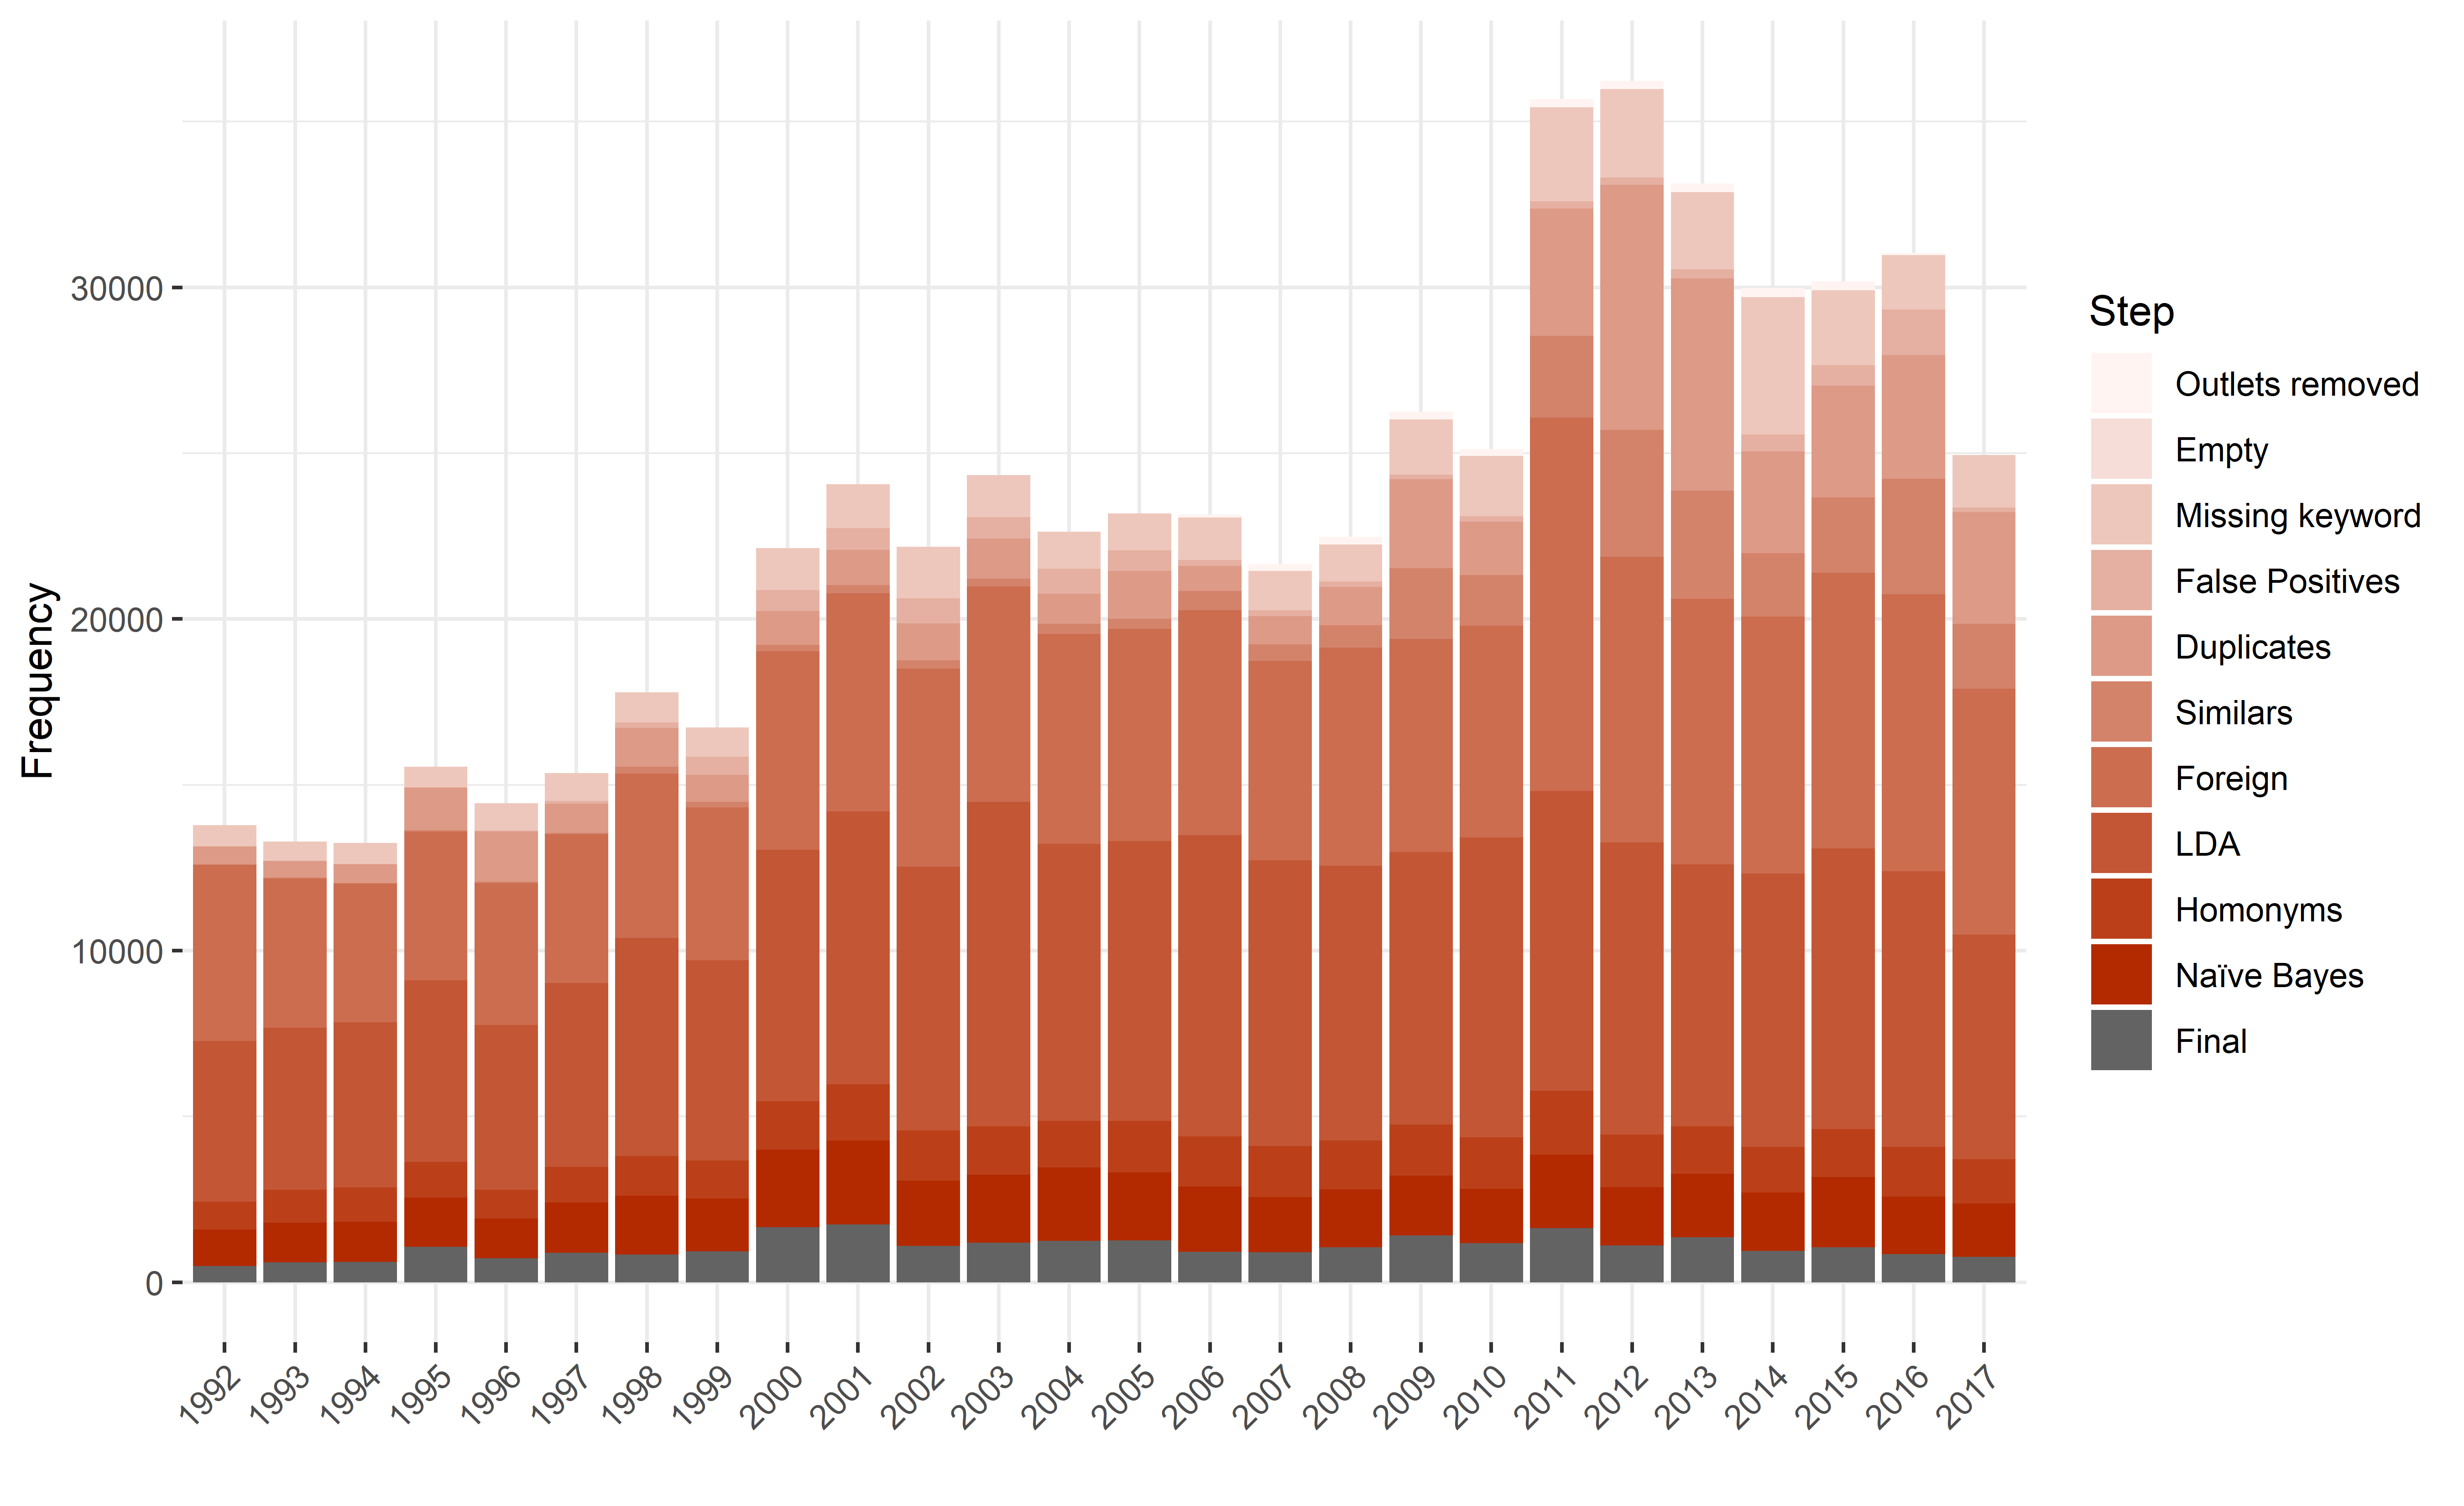 Frequency
30000
20000
10000
0
1992
1993
1994
1995
1996
1997
1998
1999
2000
2001
2002
2003
2004
2005
2006
2007
2008
2009
2010
2011
2012
2013
2014
2015
2016
2017
Step
Outlets removed
Empty
Missing keyword
False Positives
Duplicates
Similars
Foreign
LDA
Homonyms
Naïve Bayes
Final